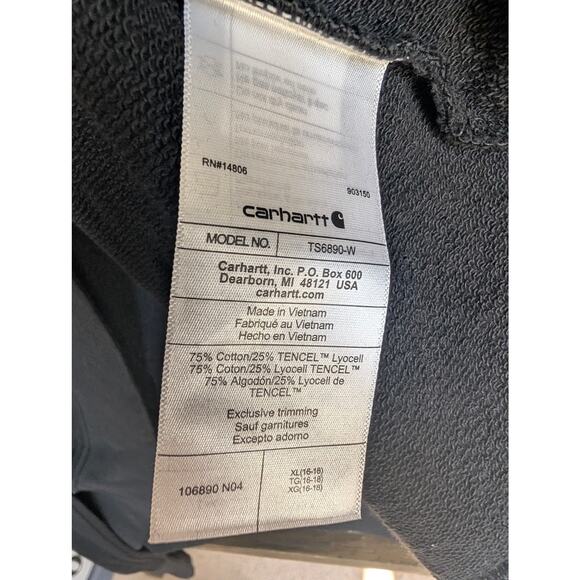 RN#14806
903150
carhartt
MODEL NO. TS6890-W
Carhartt, Inc. P.O. Box 600
Dearborn, MI 48121 USA
carhartt.com
Made in Vietnam
Fabriqué au Vietnam
Hecho en Vietnam
75% Cotton/25% TENCEL™ Lyocell
75% Coton/25% Lyocell TENCEL™
75% Algodón/25% Lyocell de
TENCEL™
Exclusive trimming
Sauf garnitures
Excepto adorno
106890 N04
XL(16-18)
TG(16-18)
XG(16-18)